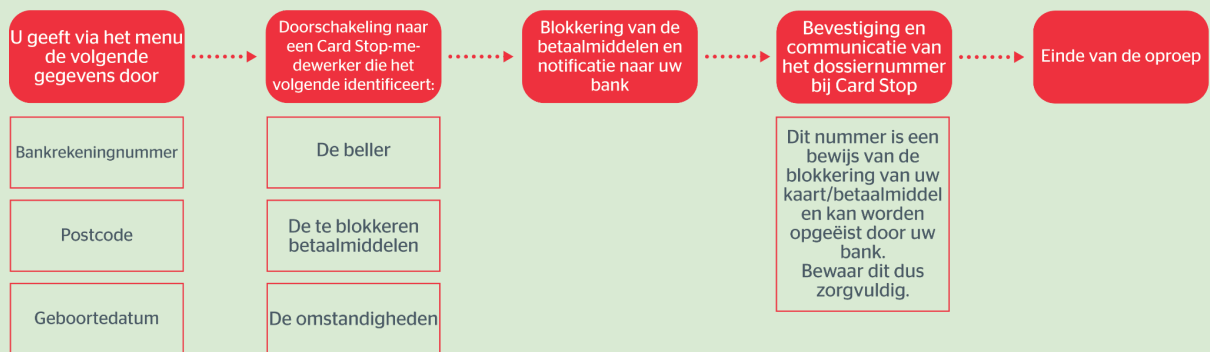 U geeft via het menu
de volgende
gegevens door
Bankrekeningnummer
Postcode
Geboortedatum
Doorschakeling naar
een Card Stop-me-
dewerker die het
volgende identificeert:
De beller
De te blokkeren
betaalmiddelen
De omstandigheden
Blokkering van de
betaalmiddelen en
notificatie naar uw
bank
Bevestiging en
communicatie van
het dossiernummer
bij Card Stop
Dit nummer is een
bewijs van de
blokkering van uw
kaart/betaalmiddel
en kan worden
opgeëist door uw
bank.
Bewaar dit dus
zorgvuldig.
Einde van de oproep